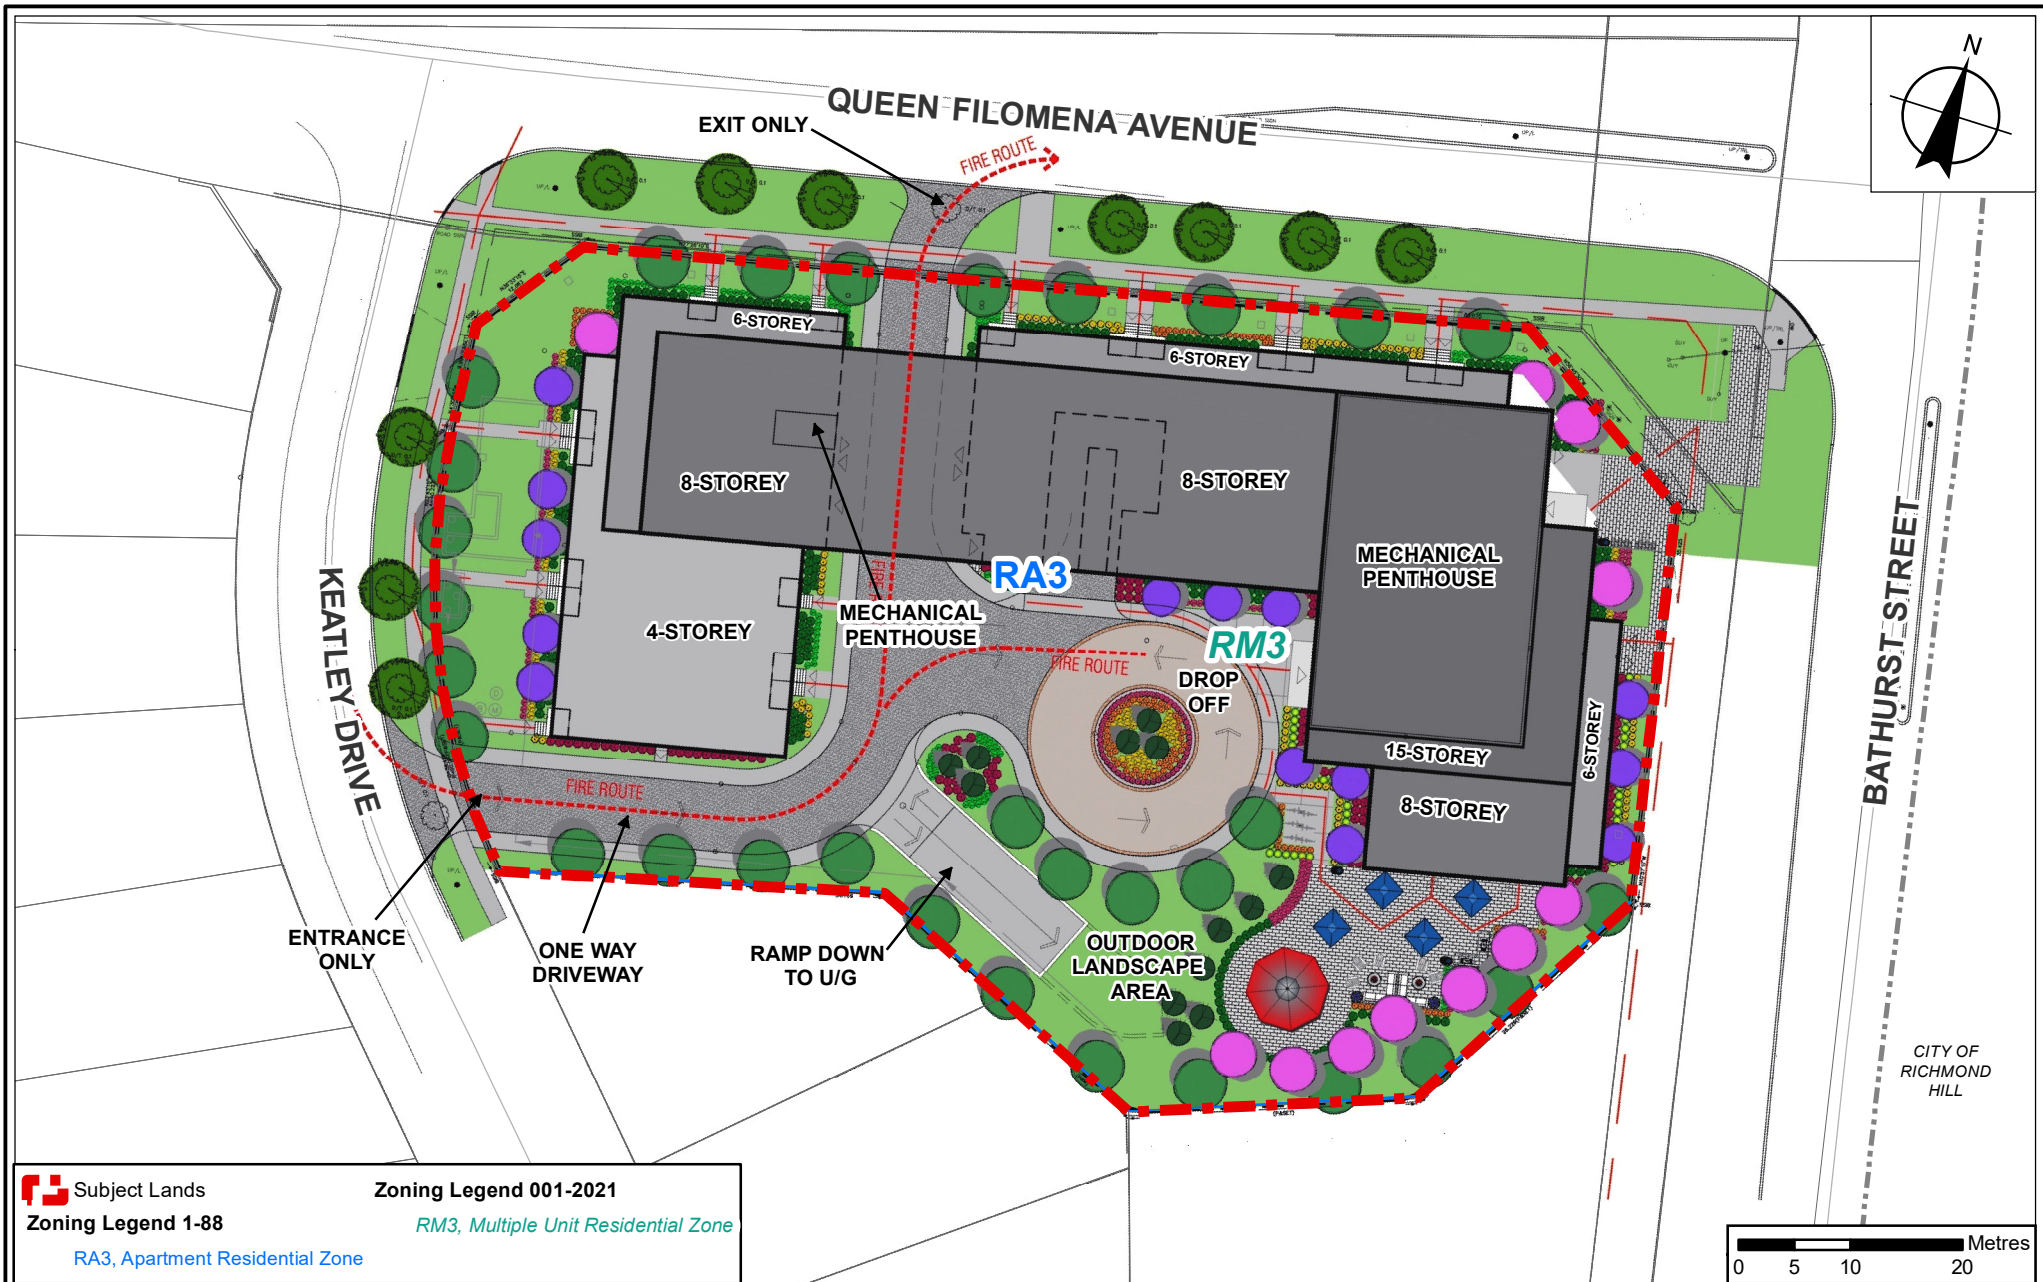 N
QUEEN FILOMENA AVENUE
EXIT ONLY
FIRE ROUTE
6-STOREY
6-STOREY
8-STOREY
8-STOREY
MECHANICAL
PENTHOUSE
RA3
MECHANICAL
PENTHOUSE
4-STOREY
RM3
FIRE ROUTE
DROP
OFF
KEATLEY DRIVE
BATHURST STREET
15-STOREY
6-STOREY
8-STOREY
FIRE ROUTE
ENTRANCE
ONLY
ONE WAY
DRIVEWAY
RAMP DOWN
TO U/G
OUTDOOR
LANDSCAPE
AREA
CITY OF
RICHMOND
HILL
Subject Lands
Zoning Legend 1-88
RA3, Apartment Residential Zone
Zoning Legend 001-2021
RM3, Multiple Unit Residential Zone
Metres
0 5 10 20